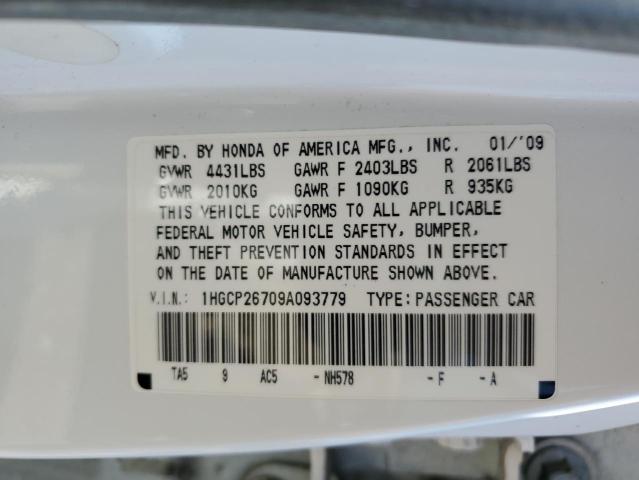 MFD. BY HONDA OF AMERICA MFG., INC. 01/'09
GVWR 4431LBS GAWR F 2403LBS R 2061LBS
GVWR 2010KG GAWR F 1090KG R 935KG
THIS VEHICLE CONFORMS TO ALL APPLICABLE
FEDERAL MOTOR VEHICLE SAFETY, BUMPER,
AND THEFT PREVENTION STANDARDS IN EFFECT
ON THE DATE OF MANUFACTURE SHOWN ABOVE.
V.I.N.: 1HGCP26709A093779 TYPE:PASSENGER CAR
TA5 9 AC5 -NH578 -F -A